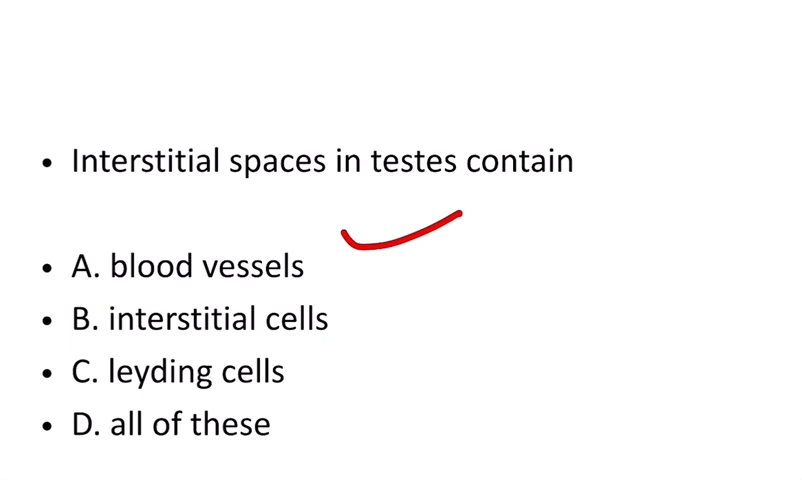 • Interstitial spaces in testes contain
• A. blood vessels
• B. interstitial cells
• C. leyding cells
• D. all of these